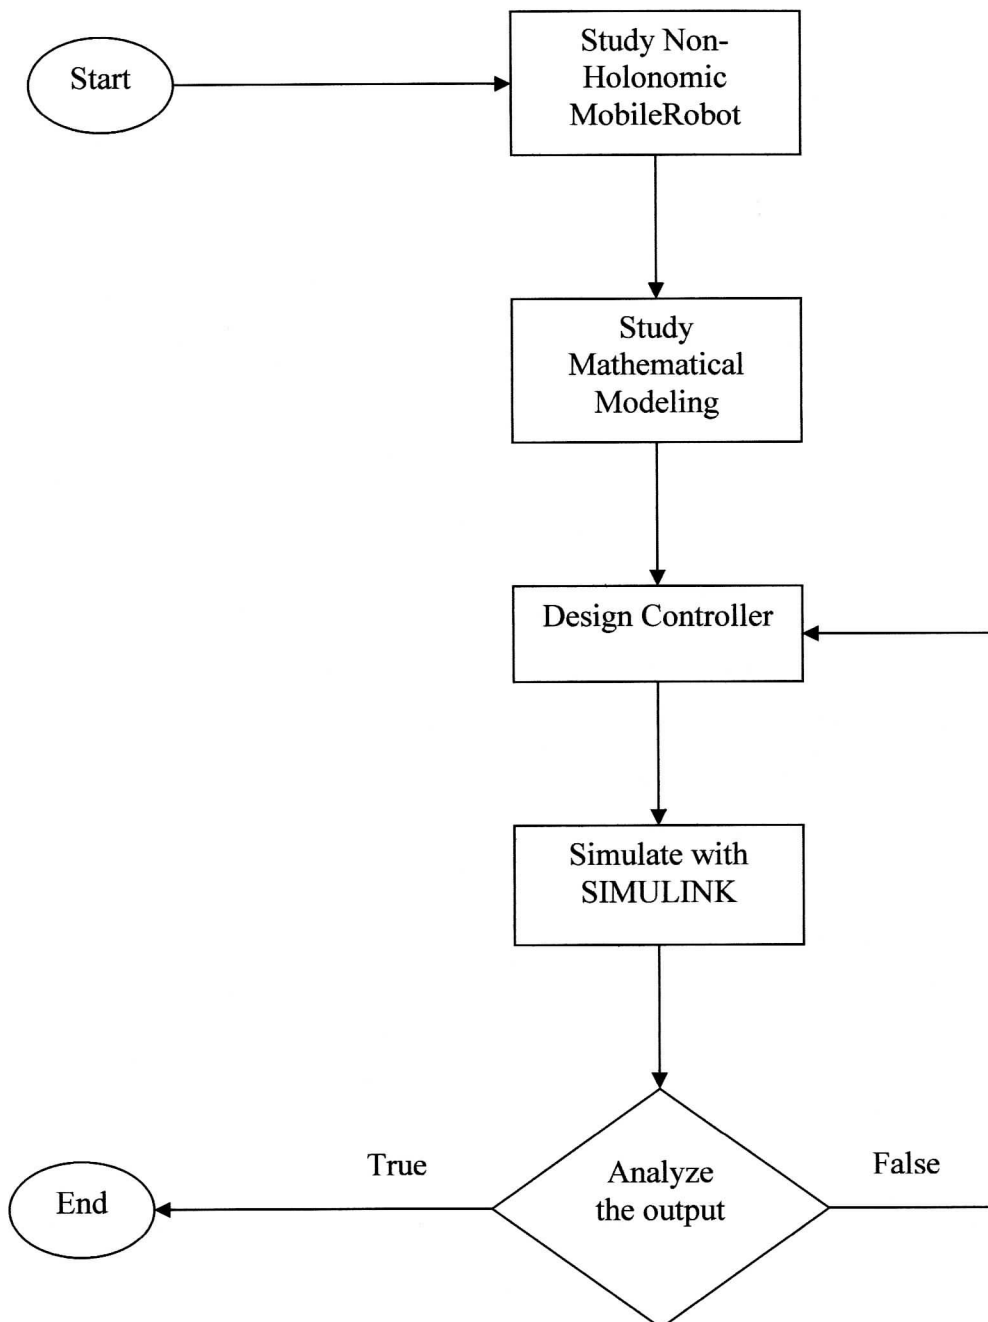 Start
Study Non-
Holonomic
MobileRobot
Study
Mathematical
Modeling
Design Controller
Simulate with
SIMULINK
Analyze
the output
True
False
End